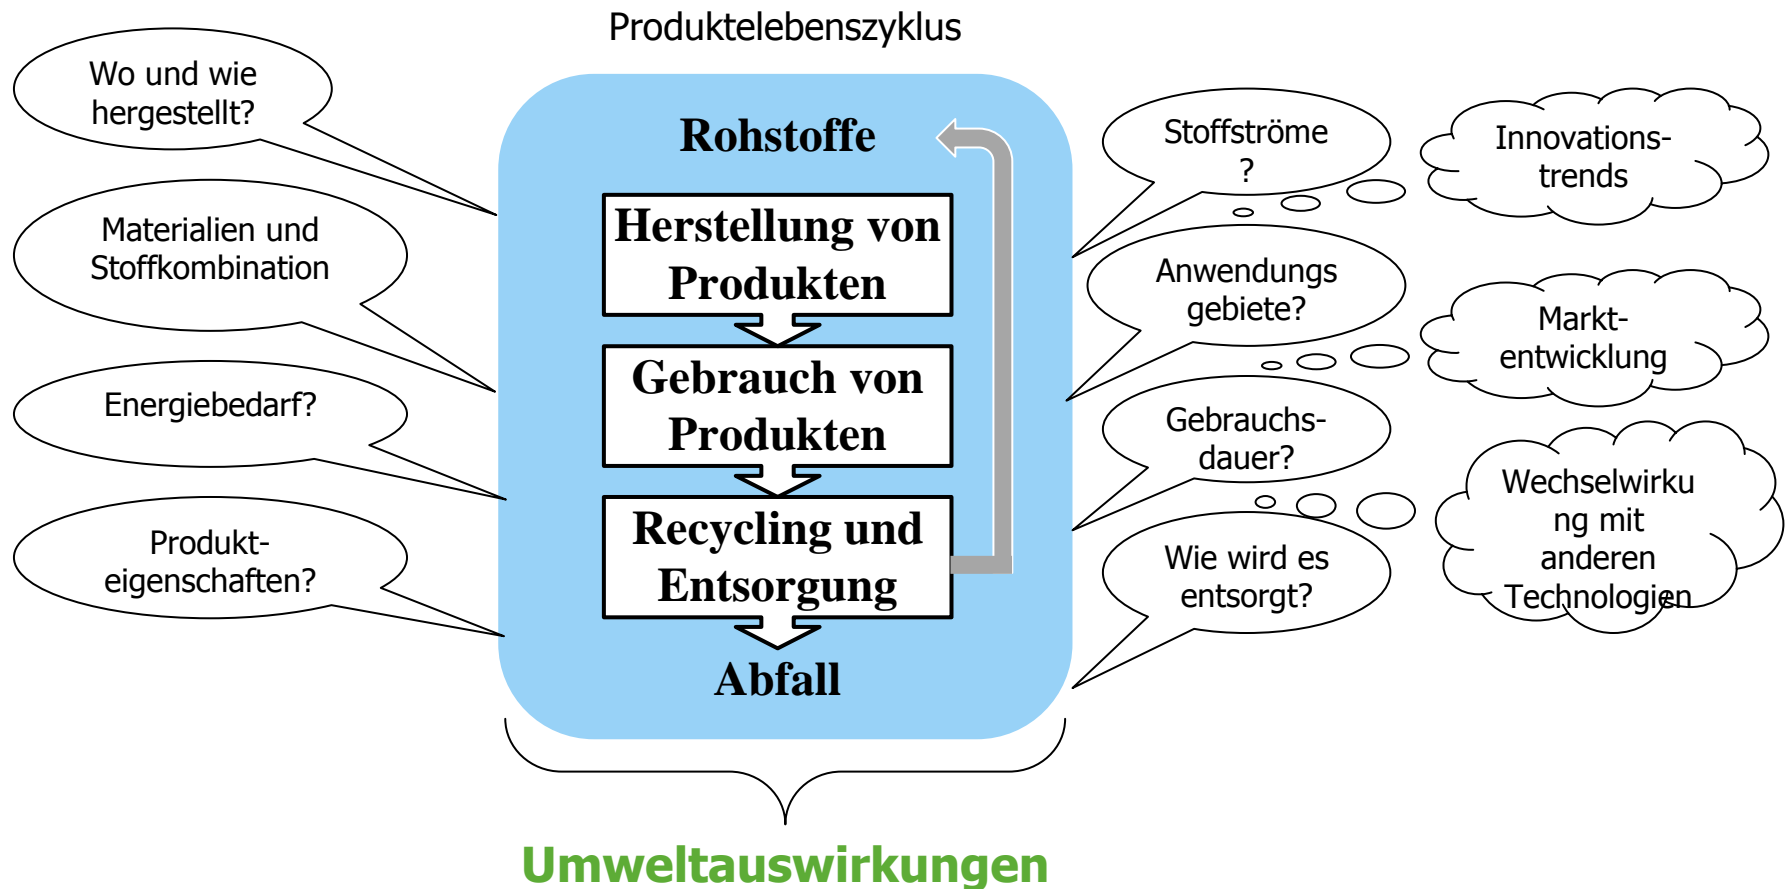 Produktelebenszyklus
Wo und wie
hergestellt?
Materialien und
Stoffkombination
Energiebedarf?
Produkt-
eigenschaften?
Rohstoffe
Herstellung von
Produkten
Gebrauch von
Produkten
Recycling und
Entsorgung
Abfall
Stoffströme
?
Anwendungs
gebiete?
Gebrauchs-
dauer?
Wie wird es
entsorgt?
Innovations-
trends
Markt-
entwicklung
Wechselwirku
ng mit
anderen
Technologien
Umweltauswirkungen